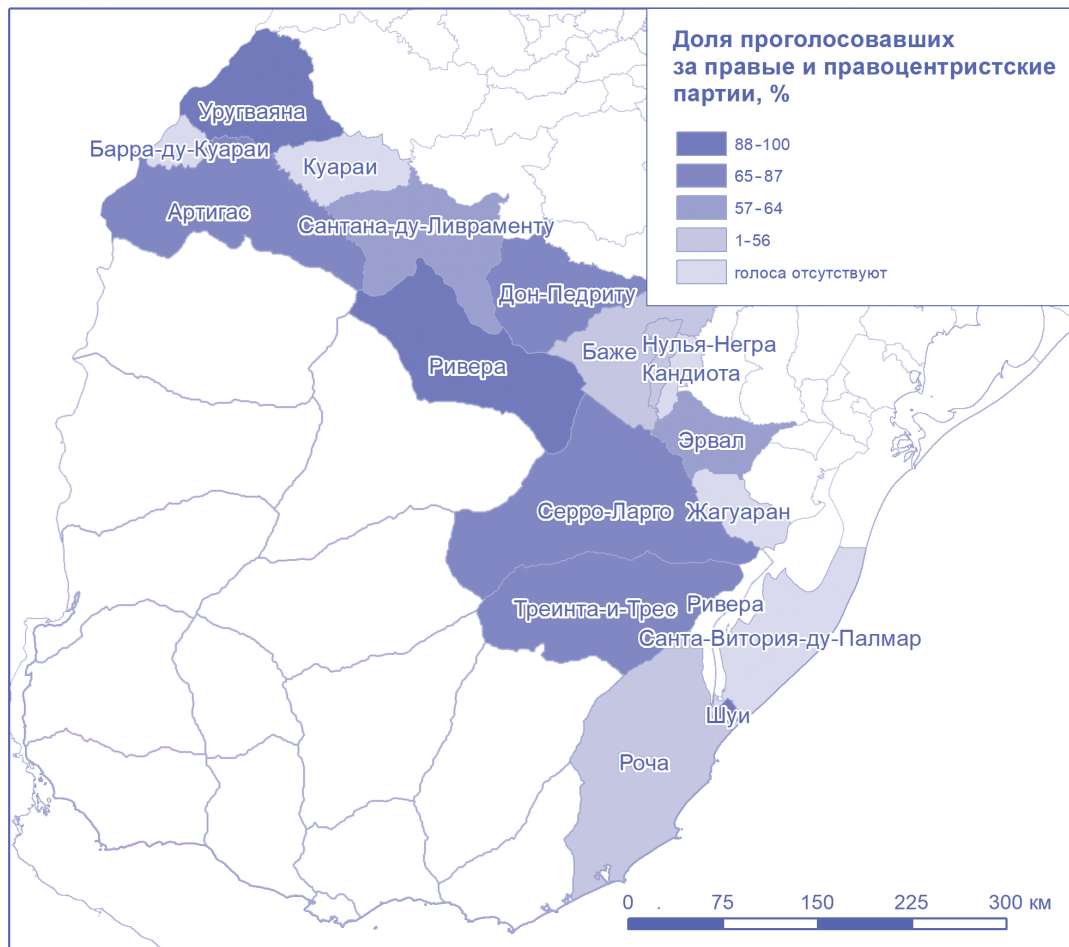 Доля проголосовавших
за правые и правоцентристские
партии, %
88-100
65-87
57-64
1-56
голоса отсутствуют
Уругваяна
Барра-ду-Куараи
Куараи
Артигас
Сантана-ду-Ливраменту
Дон-Педриту
Баже
Нулья-Негра
Кандиота
Ривера
Эрвал
Серро-Ларго
Жагуаран
Треинта-и-Трес
Ривера
Санта-Витория-ду-Палмар
Шуи
Роча
0 75 150 225 300 км